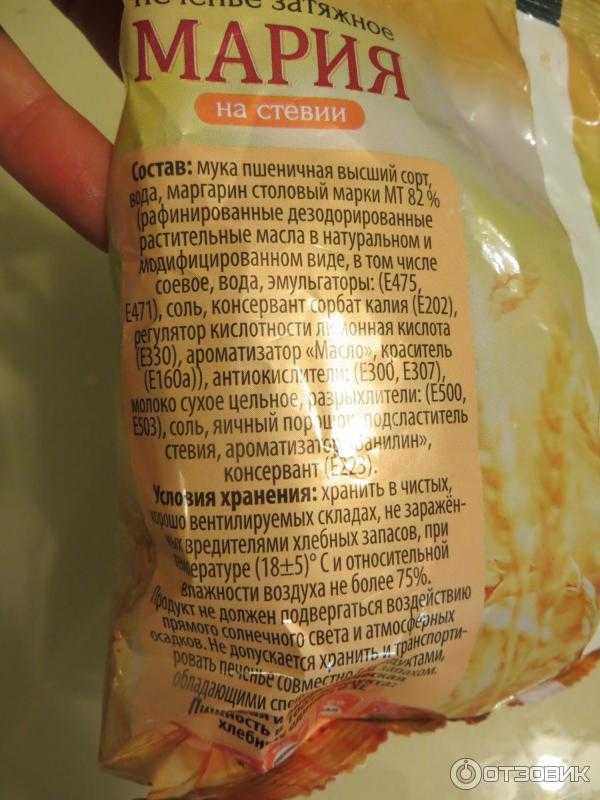 печенье затяжное
МАРИЯ
на стевии
Состав: мука пшеничная высший сорт,
вода, маргарин столовый марки МТ 82 %
(рафинированные дезодорированные
растительные масла в натуральном и
модифицированном виде, в том числе
соевое, вода, эмульгаторы: (Е475,
Е471), соль, консервант сорбат калия (Е202),
регулятор кислотности лимонная кислота
(Е330), ароматизатор «Масло», краситель
(Е160а)), антиокислители: (Е300, Е307),
молоко сухое цельное, разрыхлители: (Е500,
Е503), соль, яичный порошок, подсластитель
стевия, ароматизатор «Ванилин»,
консервант (Е223).
Условия хранения: хранить в чистых,
хорошо вентилируемых складах, не заражён-
ных вредителями хлебных запасов, при
температуре (18±5)° С и относительной
влажности воздуха не более 75%.
Продукт не должен подвергаться воздействию
прямого солнечного света и атмосферных
осадков. Не допускается хранить и транспорти-
ровать печенье совместно
обладающими
хлебн
ОТЗОВИК